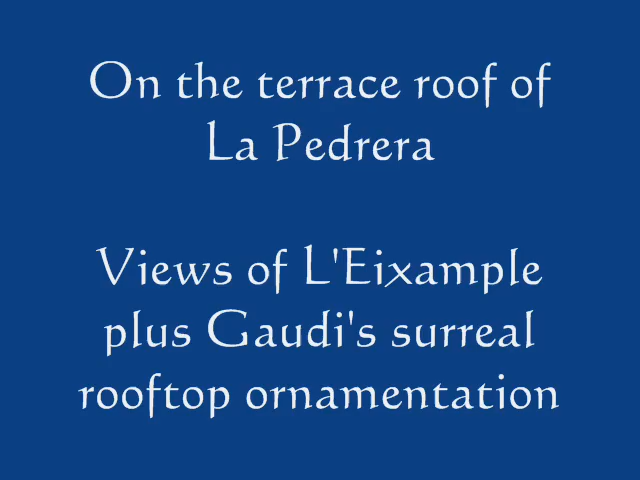 On the terrace roof of
La Pedrera
Views of L'Eixample
plus Gaudi's surreal
rooftop ornamentation